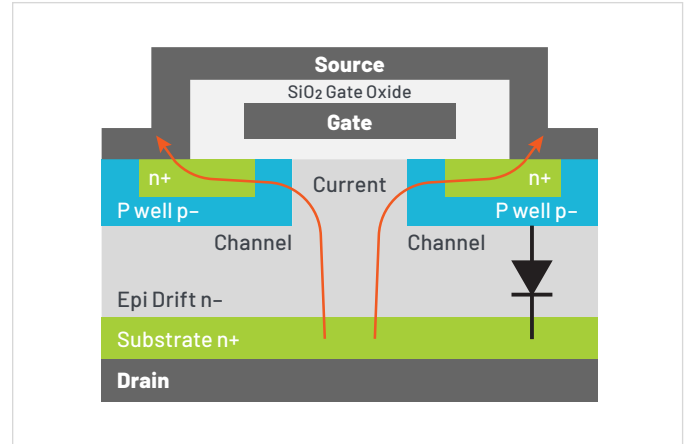 Source
SiO₂ Gate Oxide
Gate
n+
Current
n+
P well p–
P well p–
Channel
Channel
Epi Drift n–
Substrate n+
Drain